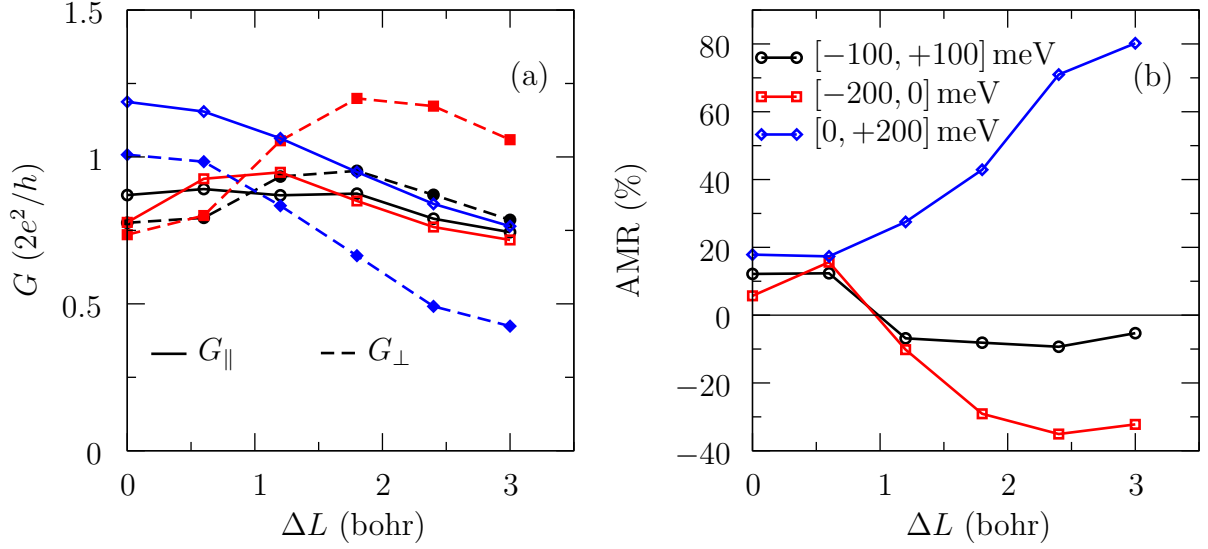 1.5
1
0.5
0
G (2e²/h)
(a)
G∥
G⊥
0
1
2
3
ΔL (bohr)
80
60
40
20
0
−20
−40
AMR (%)
[−100, +100] meV
[−200, 0] meV
[0, +200] meV
(b)
0
1
2
3
ΔL (bohr)